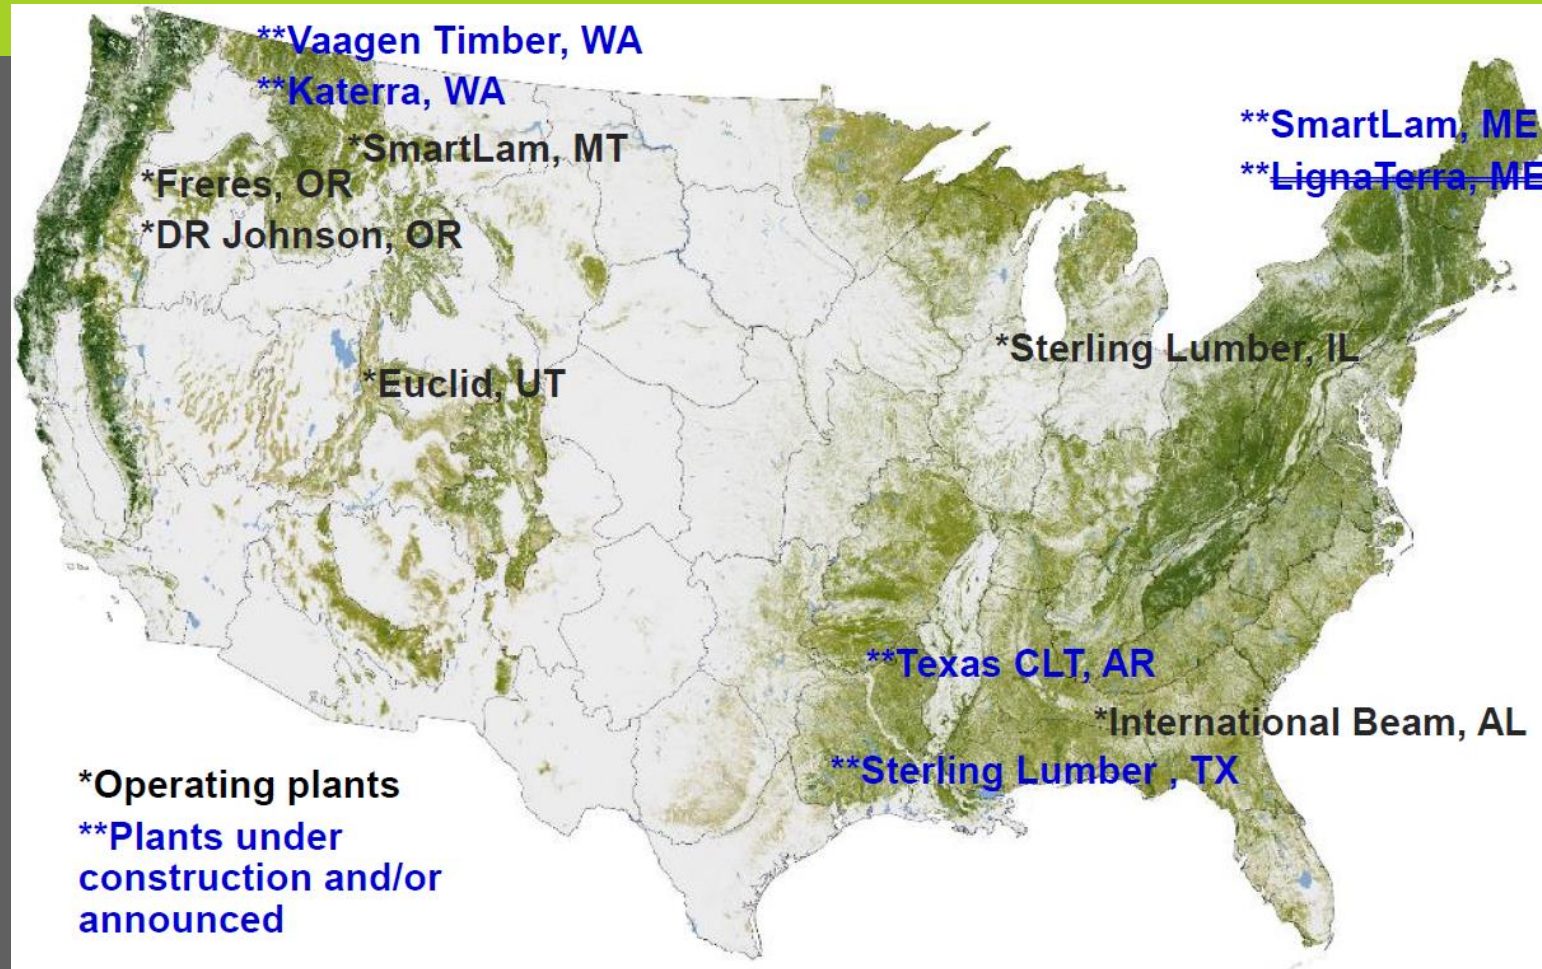 **Vaagen Timber, WA
**Katerra, WA
**SmartLam, ME
*SmartLam, MT
**LignaTerra, ME
*Freres, OR
*DR Johnson, OR
*Sterling Lumber, IL
*Euclid, UT
**Texas CLT, AR
*International Beam, AL
**Sterling Lumber , TX
*Operating plants
**Plants under
construction and/or
announced